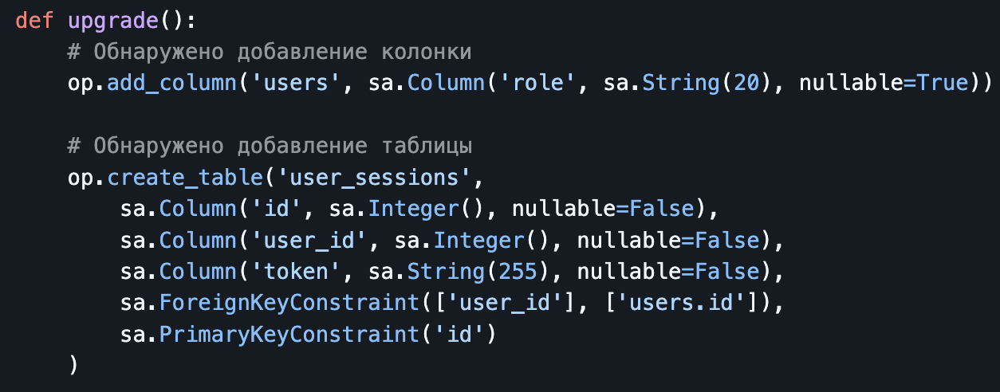 def upgrade():
    # Обнаружено добавление колонки
    op.add_column('users', sa.Column('role', sa.String(20), nullable=True))

    # Обнаружено добавление таблицы
    op.create_table('user_sessions',
        sa.Column('id', sa.Integer(), nullable=False),
        sa.Column('user_id', sa.Integer(), nullable=False),
        sa.Column('token', sa.String(255), nullable=False),
        sa.ForeignKeyConstraint(['user_id'], ['users.id']),
        sa.PrimaryKeyConstraint('id')
    )